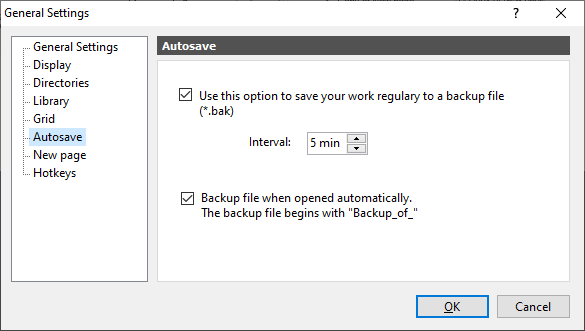 General Settings
?
General Settings
Display
Directories
Library
Grid
Autosave
New page
Hotkeys
Autosave
Use this option to save your work regulary to a backup file
(*.bak)
Interval: 5 min
Backup file when opened automatically.
The backup file begins with "Backup_of_"
OK Cancel